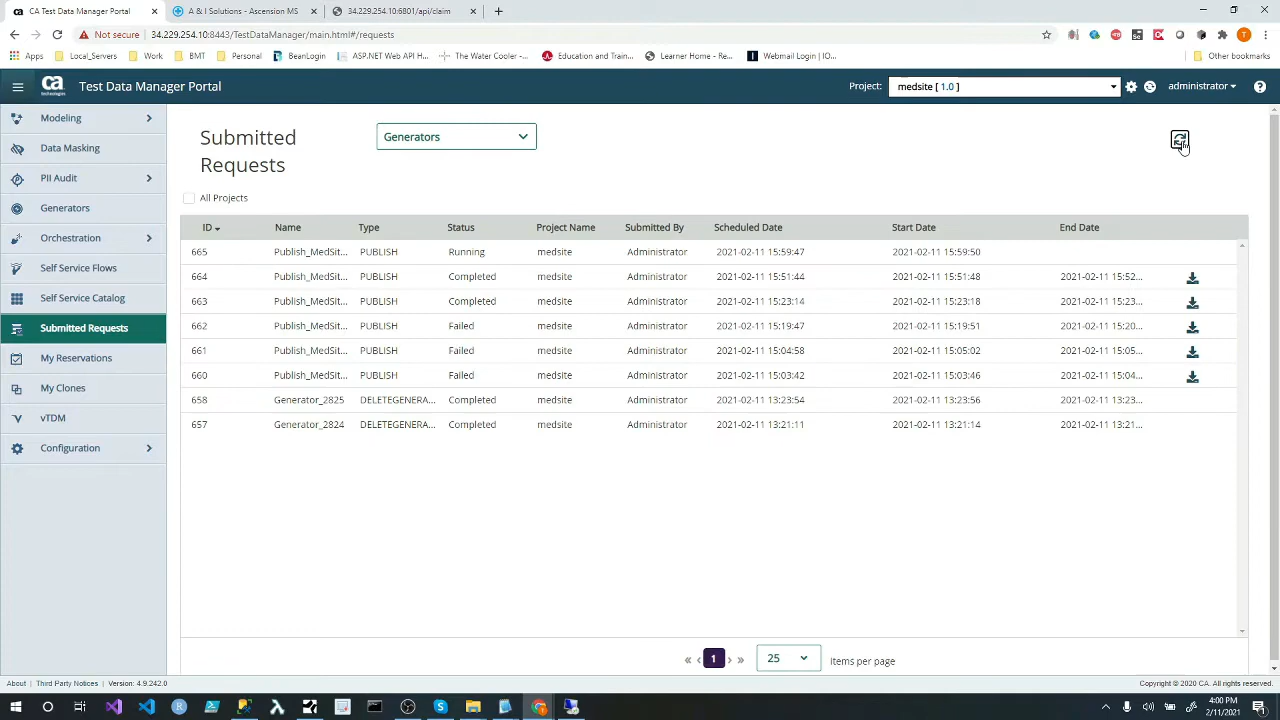 CA Test Data Manager Portal
A & I Solutions - Ascension MS
34.229.254.10:6801/api/claim
Not secure | 34.229.254.10:8443/TestDataManager/main.html#/requests
Apps Local_Servers Work BMT Personal BeanLogin ASP.NET Web API H... The Water Cooler -... Education and Train... Learner Home - Re... Webmail Login | IO... Other bookmarks
ca technologies Test Data Manager Portal Project: medsite [ 1.0 ] administrator
Modeling
Data Masking
PII Audit
Generators
Orchestration
Self Service Flows
Self Service Catalog
Submitted Requests
My Reservations
My Clones
vTDM
Configuration
Submitted
Requests
Generators
All Projects
ID Name Type Status Project Name Submitted By Scheduled Date Start Date End Date
665 Publish_MedSit... PUBLISH Running medsite Administrator 2021-02-11 15:59:47 2021-02-11 15:59:50
664 Publish_MedSit... PUBLISH Completed medsite Administrator 2021-02-11 15:51:44 2021-02-11 15:51:48 2021-02-11 15:52...
663 Publish_MedSit... PUBLISH Completed medsite Administrator 2021-02-11 15:23:14 2021-02-11 15:23:18 2021-02-11 15:23...
662 Publish_MedSit... PUBLISH Failed medsite Administrator 2021-02-11 15:19:47 2021-02-11 15:19:51 2021-02-11 15:20...
661 Publish_MedSit... PUBLISH Failed medsite Administrator 2021-02-11 15:04:58 2021-02-11 15:05:02 2021-02-11 15:05...
660 Publish_MedSit... PUBLISH Failed medsite Administrator 2021-02-11 15:03:42 2021-02-11 15:03:46 2021-02-11 15:04...
658 Generator_2825 DELETEGENERA... Completed medsite Administrator 2021-02-11 13:23:54 2021-02-11 13:23:56 2021-02-11 13:23...
657 Generator_2824 DELETEGENERA... Completed medsite Administrator 2021-02-11 13:21:11 2021-02-11 13:21:14 2021-02-11 13:21...
« ‹ 1 › » 25 Items per page
About | Third Party Notices | Version: 4.9.242.0 Copyright © 2020 CA. All rights reserved.
4:00 PM
2/11/2021